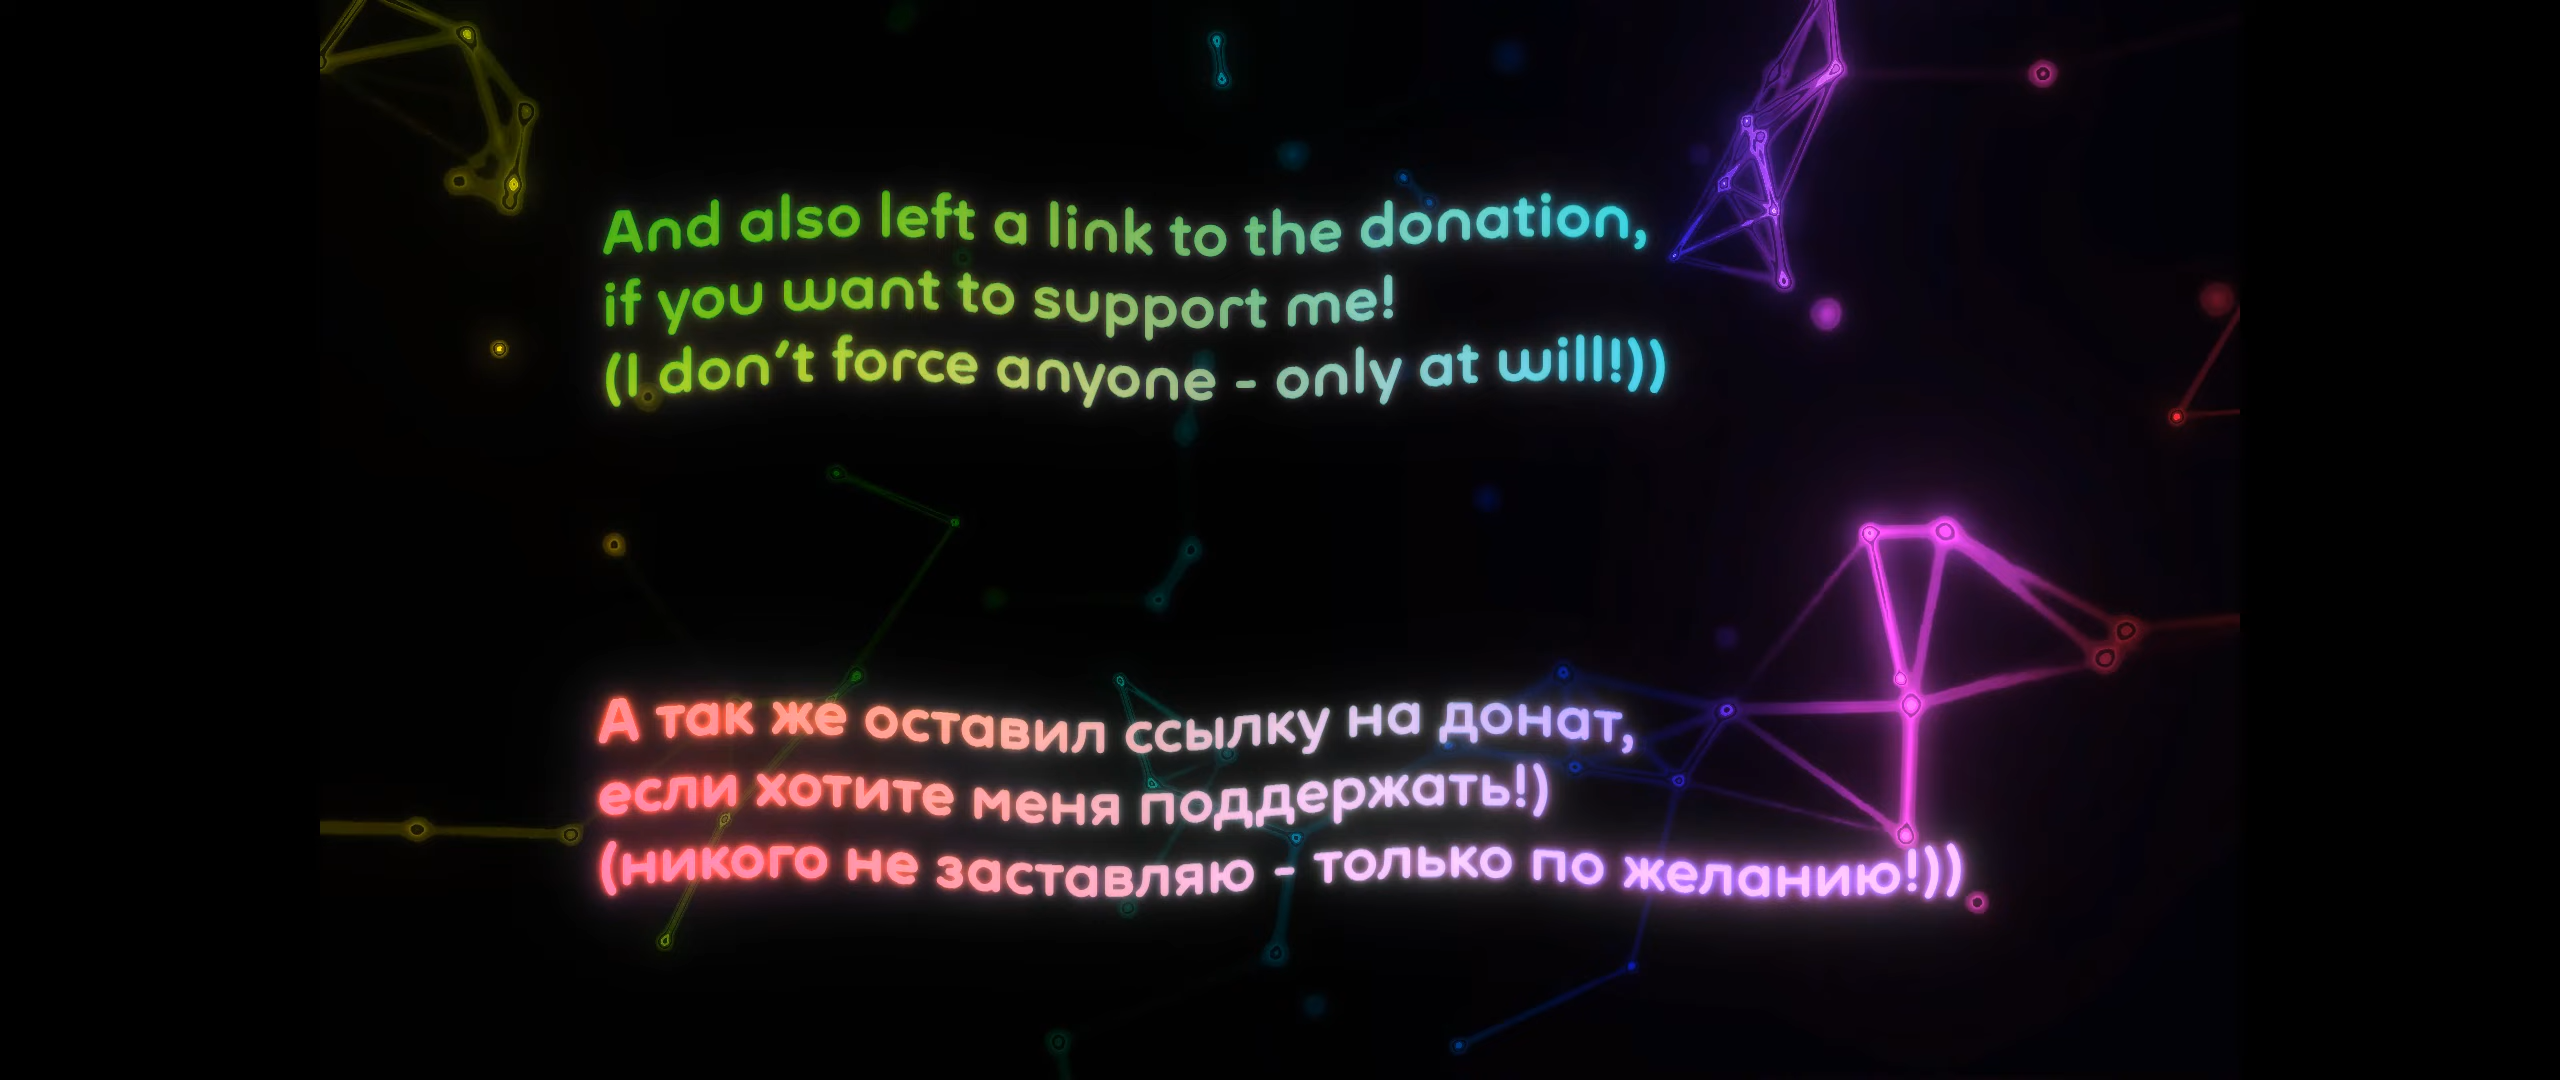 And also left a link to the donation,
if you want to support me!
(I don't force anyone - only at will!))
А так же оставил ссылку на донат,
если хотите меня поддержать!)
(никого не заставляю - только по желанию!))